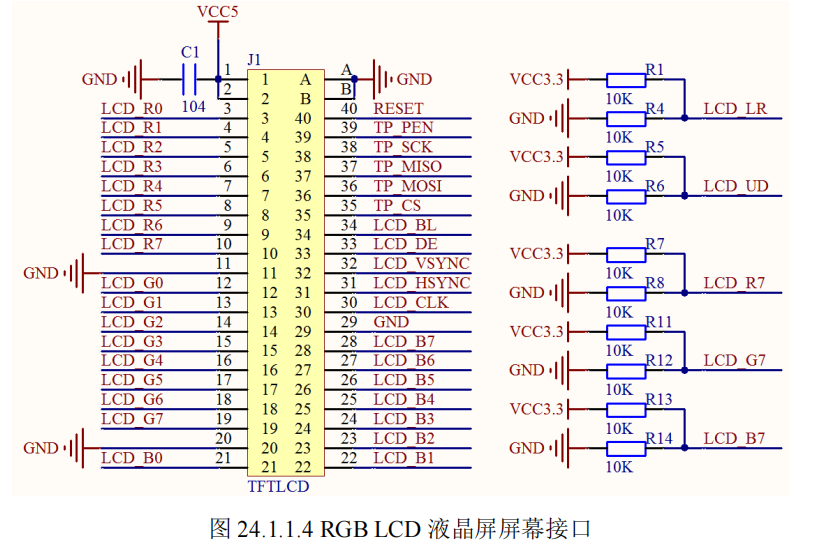 VCC5
C1
J1
GND
104
1 1 A A GND
2 2 B B
LCD_R0 3 3 40 40 RESET
LCD_R1 4 4 39 39 TP_PEN
LCD_R2 5 5 38 38 TP_SCK
LCD_R3 6 6 37 37 TP_MISO
LCD_R4 7 7 36 36 TP_MOSI
LCD_R5 8 8 35 35 TP_CS
LCD_R6 9 9 34 34 LCD_BL
LCD_R7 10 10 33 33 LCD_DE
GND 11 11 32 32 LCD_VSYNC
LCD_G0 12 12 31 31 LCD_HSYNC
LCD_G1 13 13 30 30 LCD_CLK
LCD_G2 14 14 29 29 GND
LCD_G3 15 15 28 28 LCD_B7
LCD_G4 16 16 27 27 LCD_B6
LCD_G5 17 17 26 26 LCD_B5
LCD_G6 18 18 25 25 LCD_B4
LCD_G7 19 19 24 24 LCD_B3
GND 20 20 23 23 LCD_B2
LCD_B0 21 21 22 22 LCD_B1
TFTLCD
VCC3.3 R1
10K
GND R4 LCD_LR
10K
VCC3.3 R5
10K
GND R6 LCD_UD
10K
VCC3.3 R7
10K
GND R8 LCD_R7
10K
VCC3.3 R11
10K
GND R12 LCD_G7
10K
VCC3.3 R13
10K
GND R14 LCD_B7
10K
图 24.1.1.4 RGB LCD 液晶屏屏幕接口